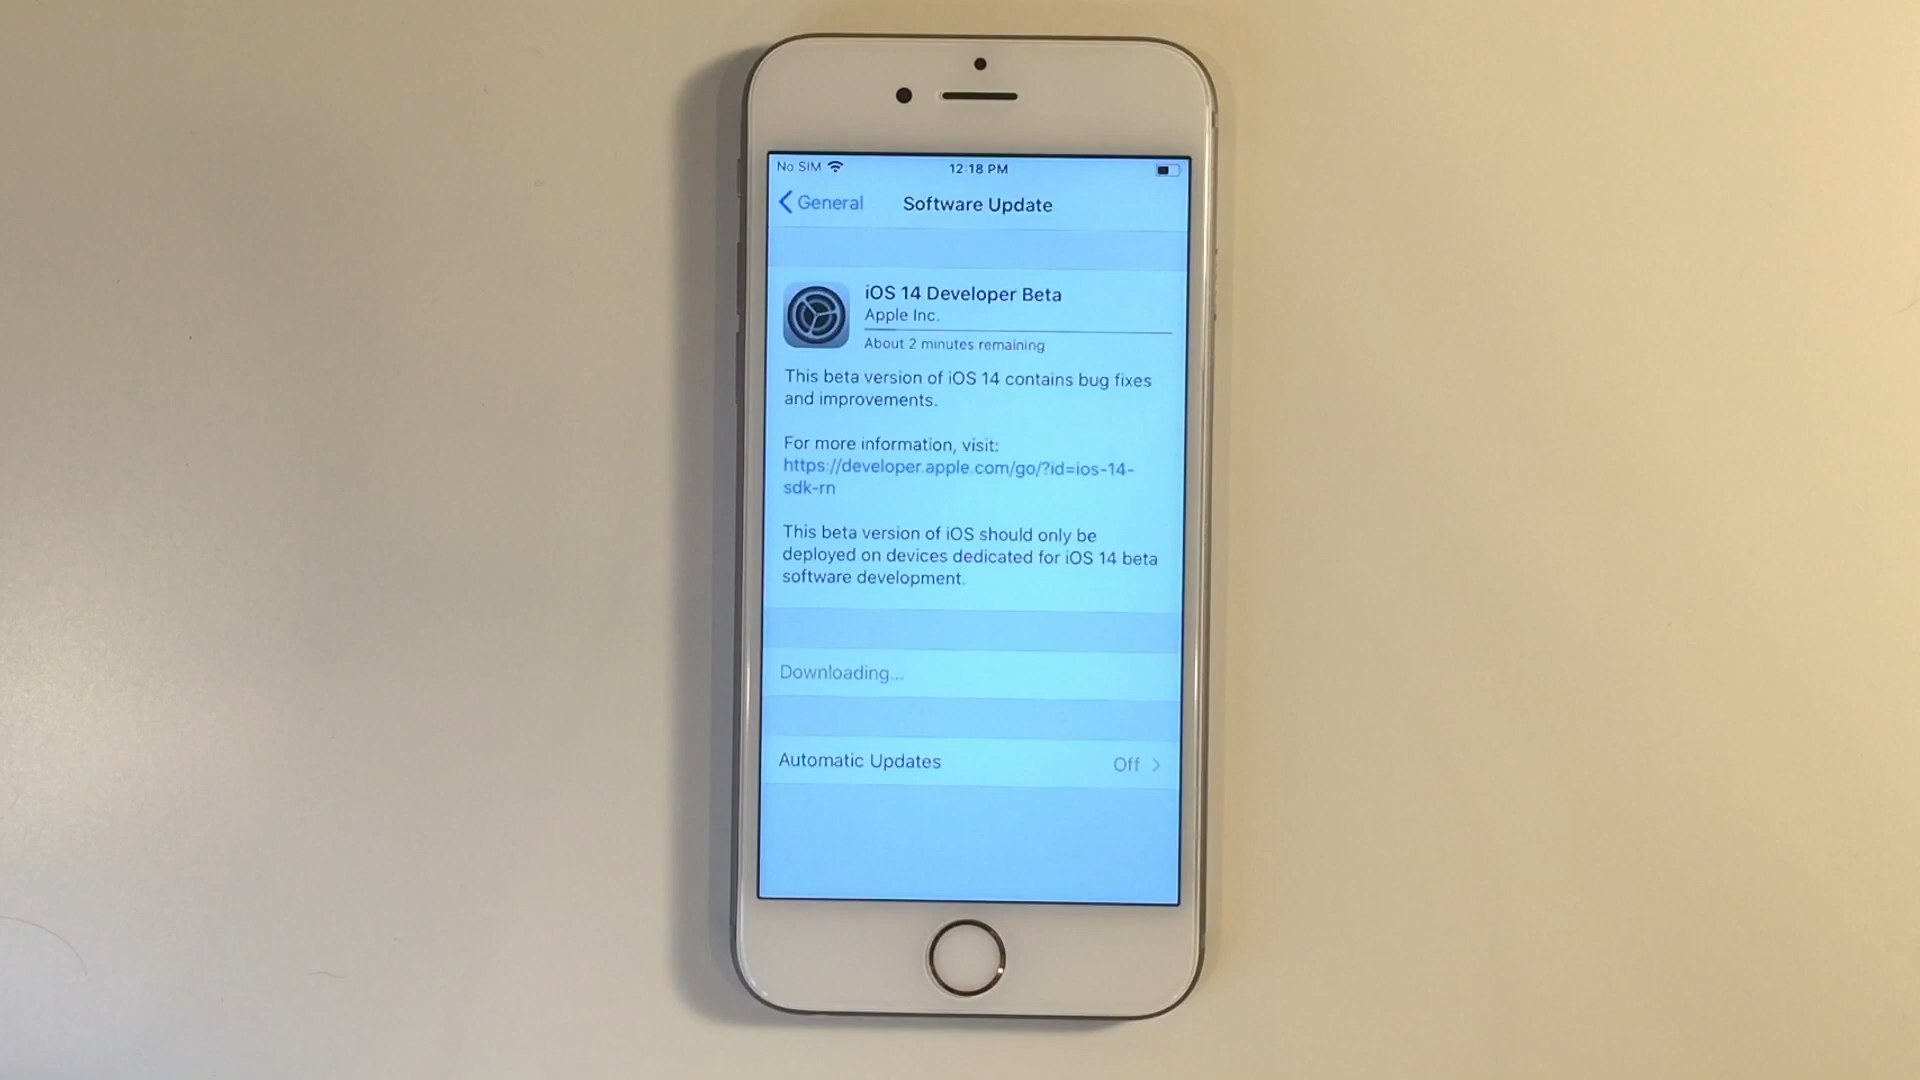 No SIM 12:18 PM
General Software Update
iOS 14 Developer Beta
Apple Inc.
About 2 minutes remaining
This beta version of iOS 14 contains bug fixes
and improvements.
For more information, visit:
https://developer.apple.com/go/?id=ios-14-
sdk-rn
This beta version of iOS should only be
deployed on devices dedicated for iOS 14 beta
software development.
Downloading...
Automatic Updates Off